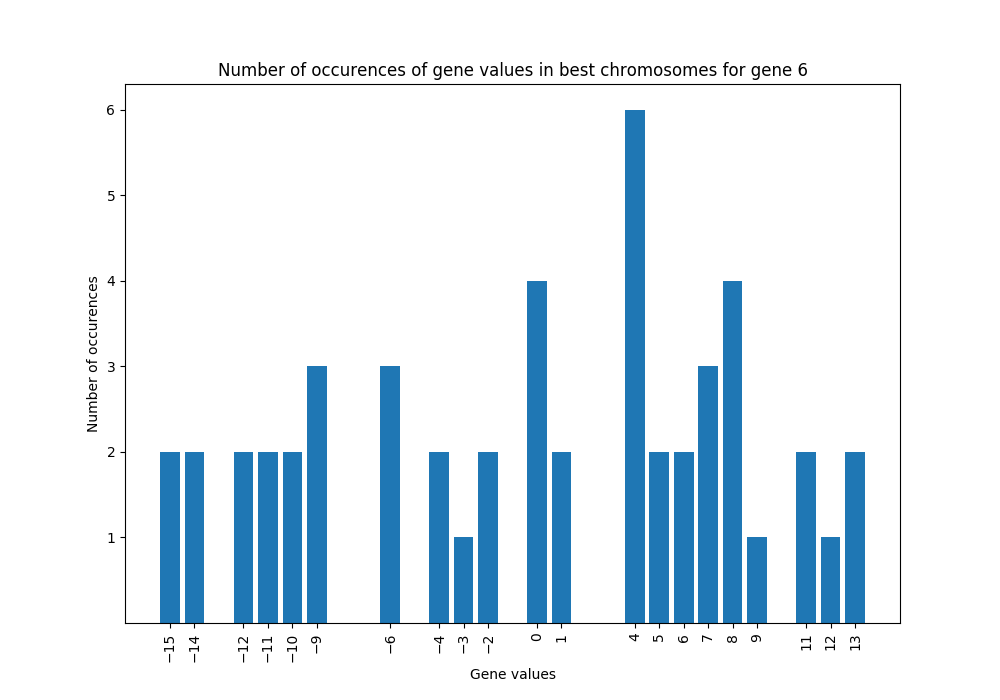 Number of occurences of gene values in best chromosomes for gene 6
Number of occurences
6
5
4
3
2
1
−15 −14 −12 −11 −10 −9 −6 −4 −3 −2 0 1 4 5 6 7 8 9 11 12 13
Gene values